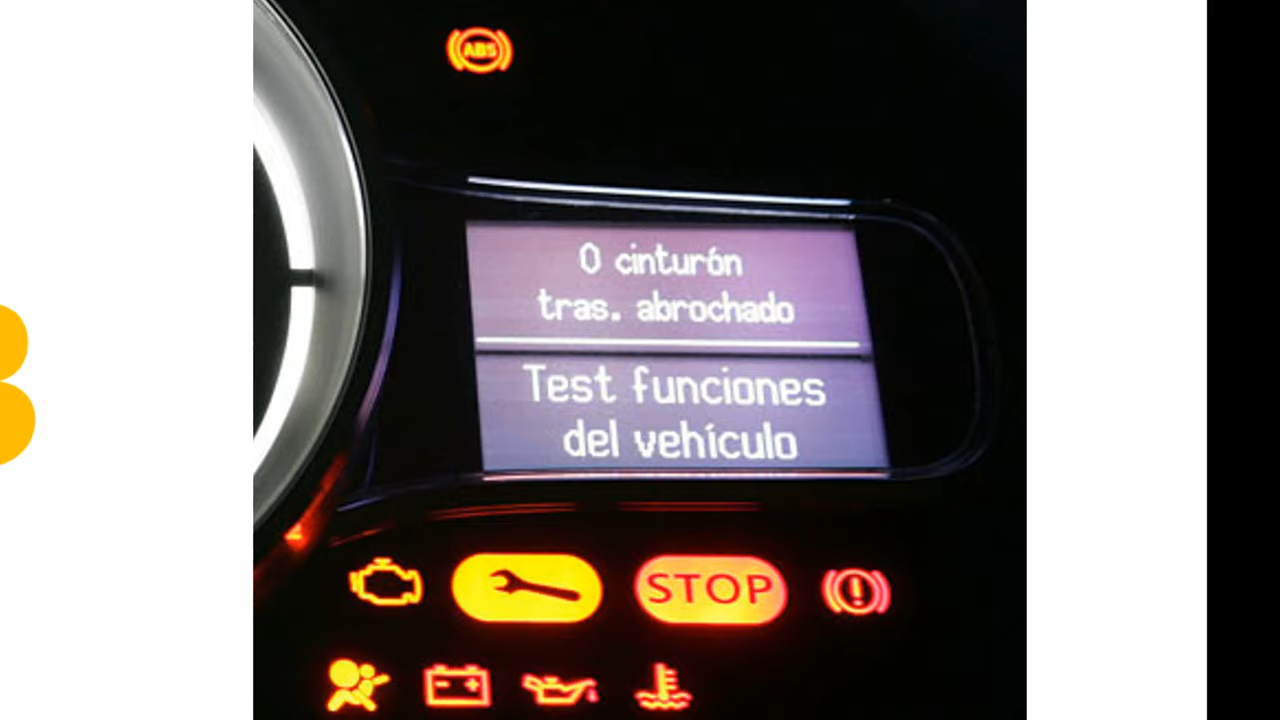 ABS
0 cinturón
tras. abrochado
Test funciones
del vehículo
STOP